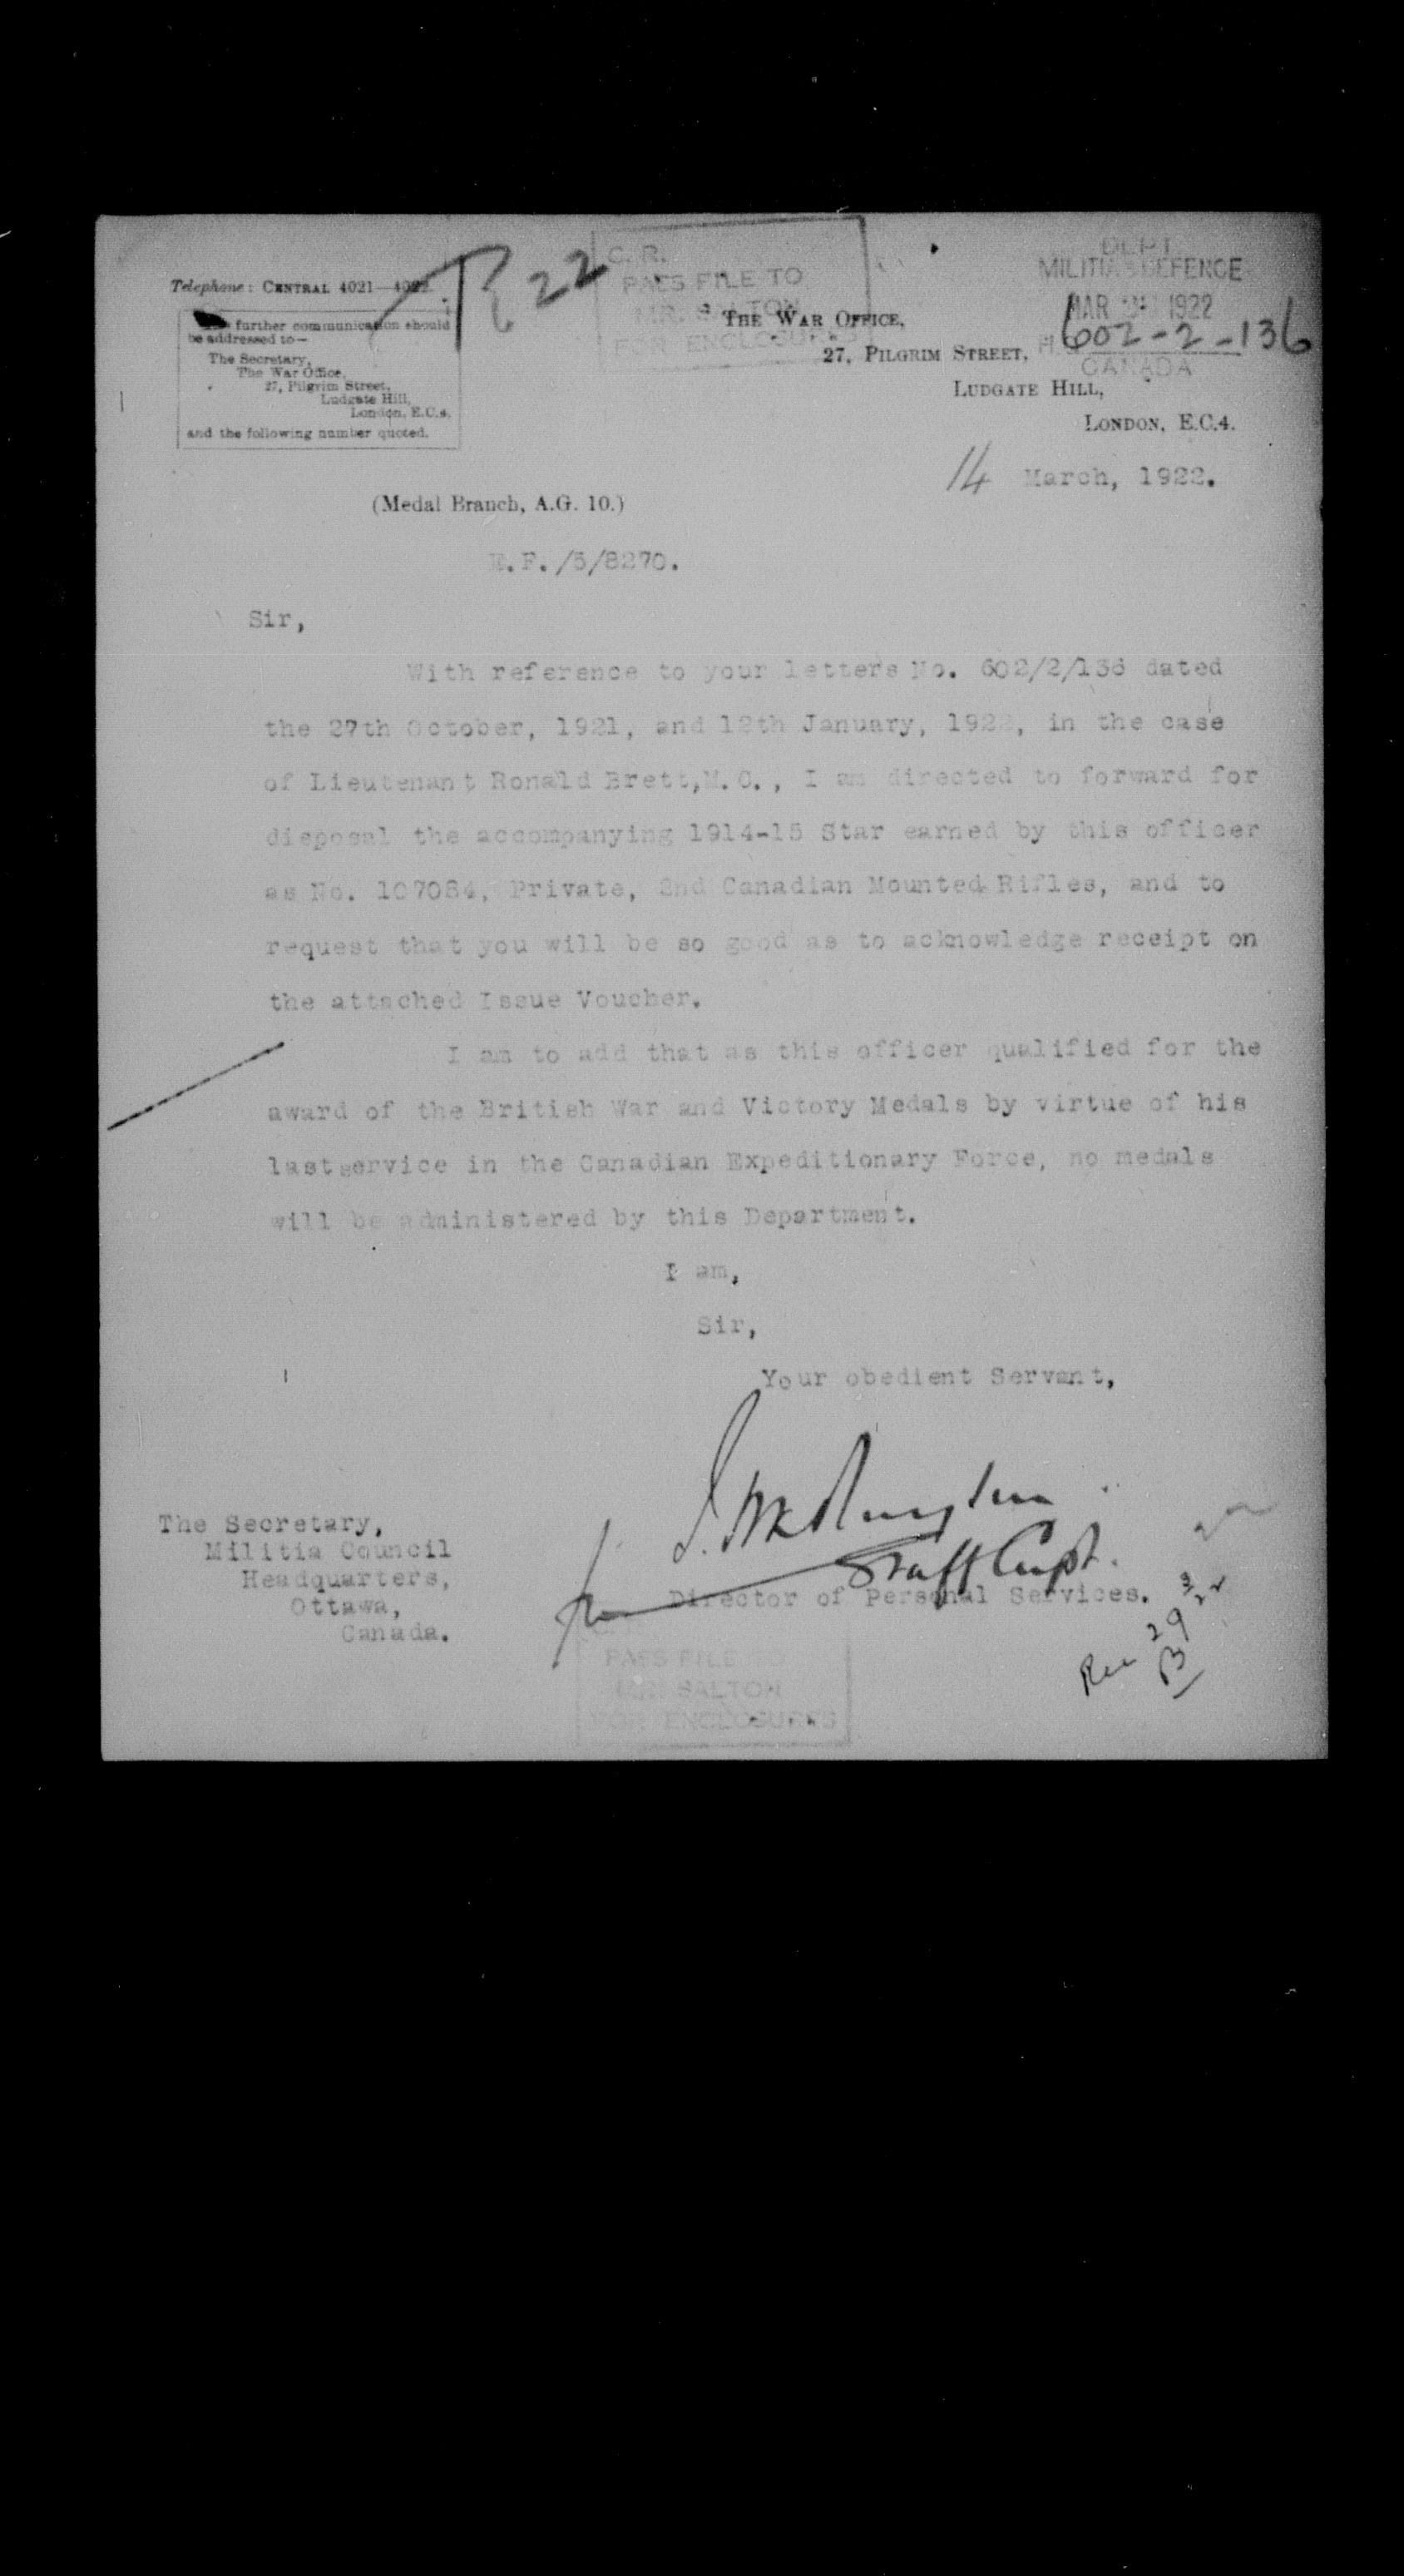 Telephone: CENTRAL 4021—4022.
further communication should
be addressed to—
The Secretary,
The War Office,
27, Pilgrim Street,
Ludgate Hill,
London, E.C.4.
and the following number quoted.
22
C. R.
PASS FILE TO
MR. SALTON
FOR ENCLOSURES
DEPT.
MILITIA & DEFENCE
MAR 1922
H. 602-2-136
CANADA
THE WAR OFFICE,
27, PILGRIM STREET,
LUDGATE HILL,
LONDON, E.C.4.
14 March, 1922.
(Medal Branch, A.G. 10.)
E.F./5/8270.
Sir,
With reference to your letters No. 602/2/136 dated
the 27th October, 1921, and 12th January, 1922, in the case
of Lieutenant Ronald Brett,M.C., I am directed to forward for
disposal the accompanying 1914-15 Star earned by this officer
as No. 107084, Private, 2nd Canadian Mounted Rifles, and to
request that you will be so good as to acknowledge receipt on
the attached Issue Voucher.
I am to add that as this officer qualified for the
award of the British War and Victory Medals by virtue of his
last service in the Canadian Expeditionary Force, no medals
will be administered by this Department.
I am,
Sir,
Your obedient Servant,
Staff Capt.
for Director of Personal Services.
The Secretary,
Militia Council
Headquarters,
Ottawa,
Canada.
Rec 29 3 22
B
PASS FILE TO
MR. SALTON
FOR ENCLOSURES